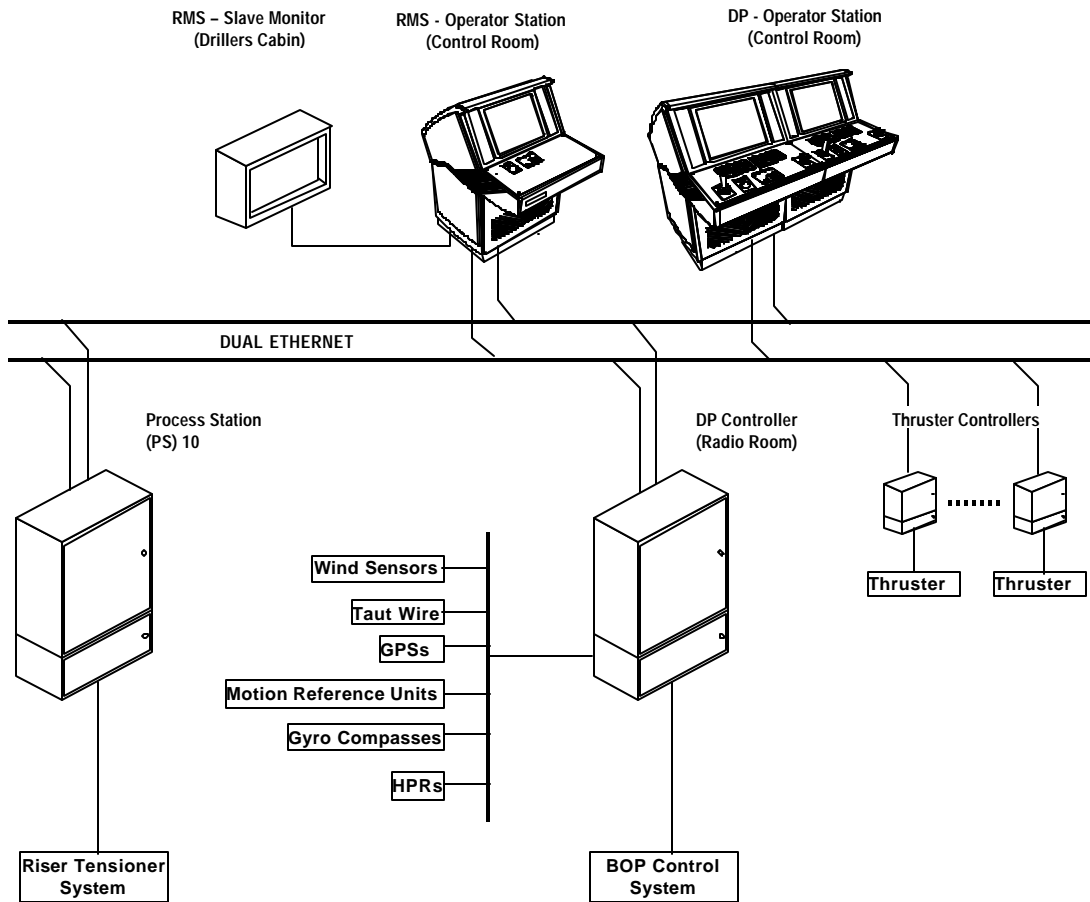 RMS – Slave Monitor
(Drillers Cabin)
RMS - Operator Station
(Control Room)
DP - Operator Station
(Control Room)
DUAL ETHERNET
Process Station
(PS) 10
DP Controller
(Radio Room)
Thruster Controllers
Wind Sensors
Taut Wire
GPSs
Motion Reference Units
Gyro Compasses
HPRs
Thruster
Thruster
Riser Tensioner
System
BOP Control
System